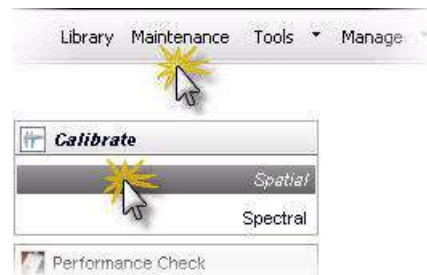 Library Maintenance Tools Manage
Calibrate
Spatial
Spectral
Performance Check